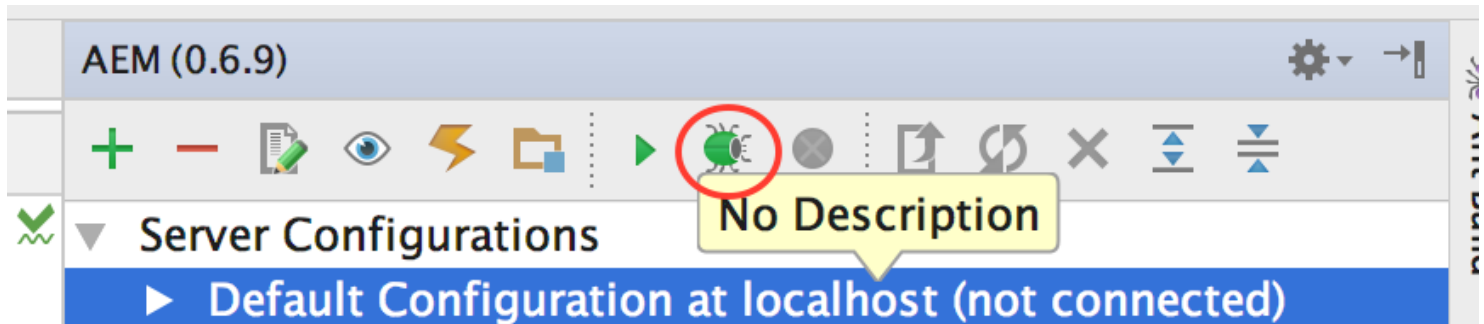 AEM (0.6.9)
No Description
Server Configurations
Default Configuration at localhost (not connected)